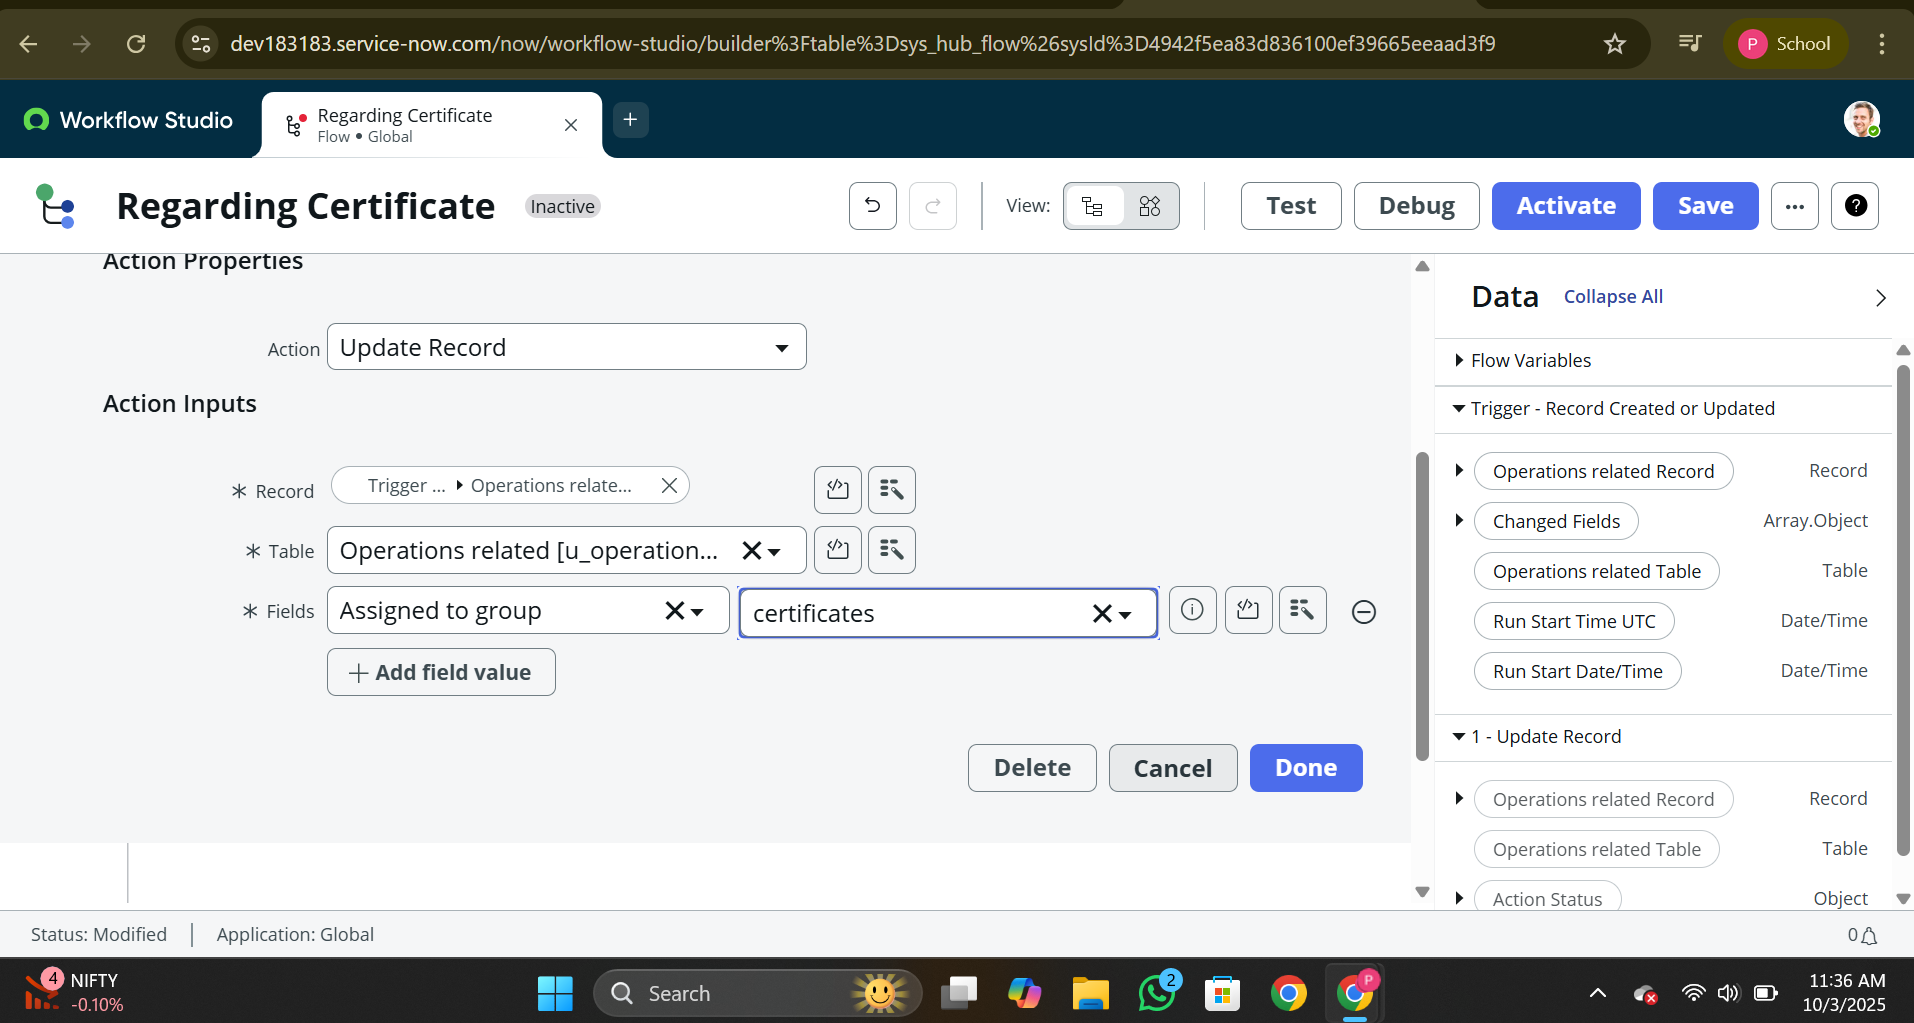 dev183183.service-now.com/now/workflow-studio/builder%3Ftable%3Dsys_hub_flow%26sysId%3D4942f5ea83d836100ef39665eeaad3f9
P School
Workflow Studio
Regarding Certificate
Flow • Global
Regarding Certificate
Inactive
View:
Test
Debug
Activate
Save
Action Properties
Action
Update Record
Action Inputs
* Record
Trigger ... ▸ Operations relate...
* Table
Operations related [u_operation...
* Fields
Assigned to group
certificates
+ Add field value
Delete
Cancel
Done
Data
Collapse All
Flow Variables
Trigger - Record Created or Updated
Operations related Record Record
Changed Fields Array.Object
Operations related Table Table
Run Start Time UTC Date/Time
Run Start Date/Time Date/Time
1 - Update Record
Operations related Record Record
Operations related Table Table
Action Status Object
Status: Modified
Application: Global
0
4
NIFTY
-0.10%
Search
2
P
11:36 AM
10/3/2025